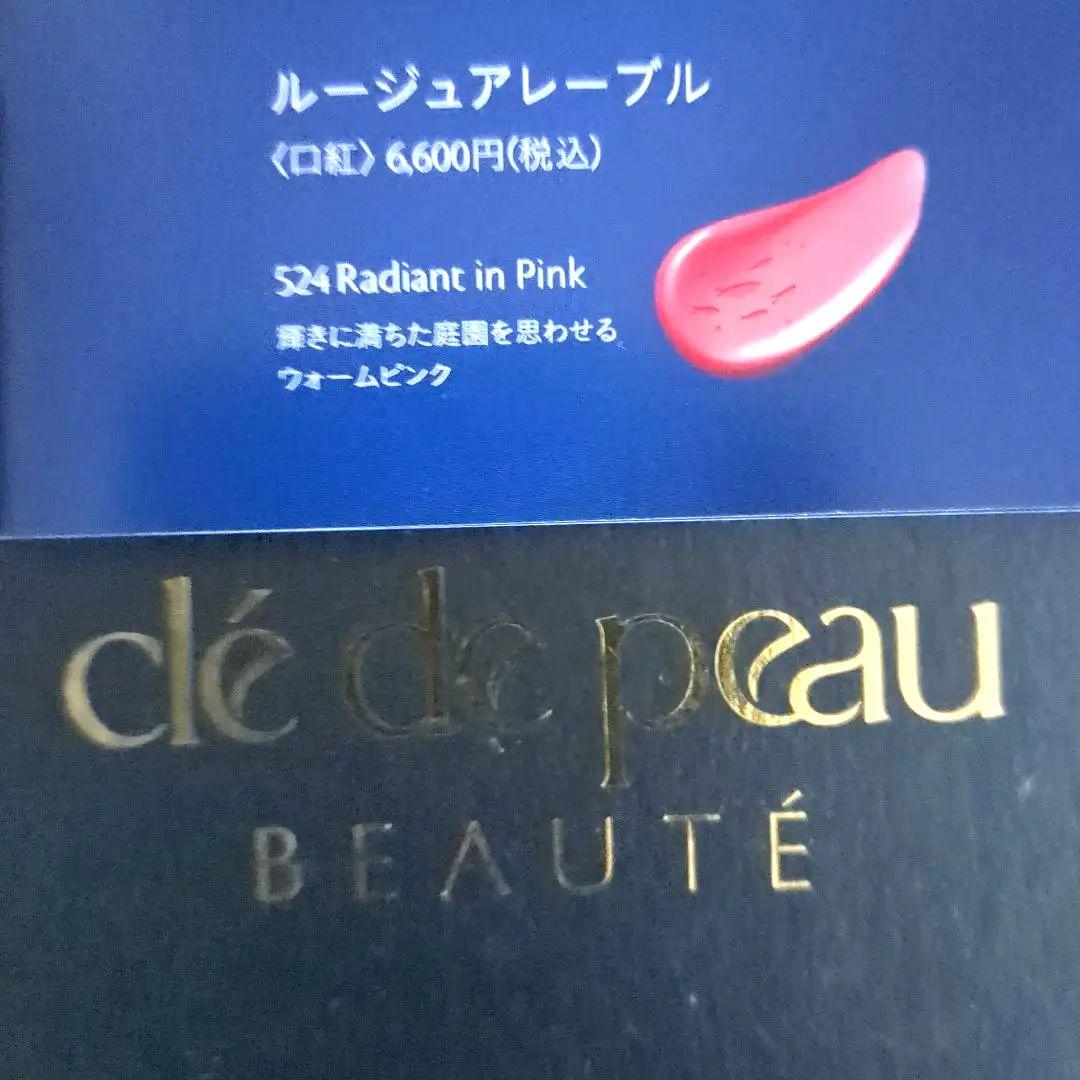 ルージュアレーブル
〈口紅〉 6,600円(税込)
524 Radiant in Pink
輝きに満ちた庭園を思わせる
ウォームピンク
clé de peau
BEAUTÉ